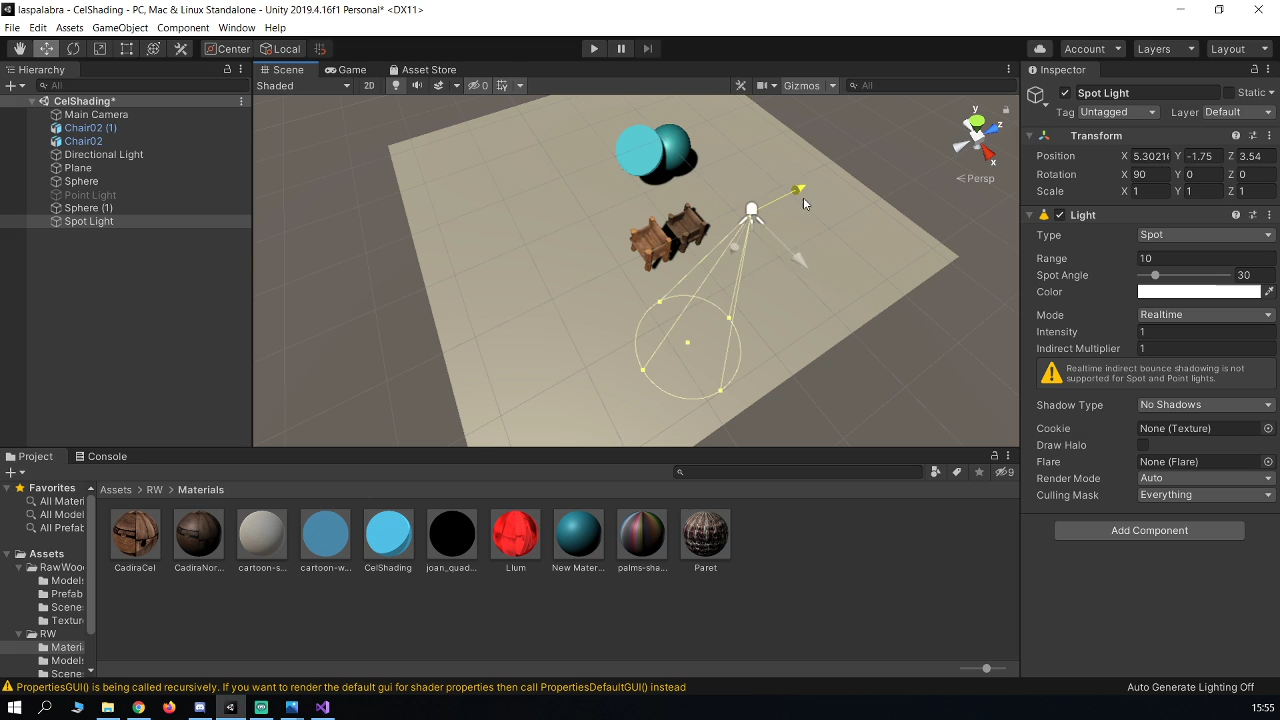 laspalabra - CelShading - PC, Mac & Linux Standalone - Unity 2019.4.16f1 Personal* <DX11>
File Edit Assets GameObject Component Window Help
Center Local Account Layers Layout
Hierarchy Scene Game Asset Store Inspector
All Shaded 2D 0 Gizmos All Spot Light Static
CelShading* Tag Untagged Layer Default
Main Camera
Chair02 (1) y z x Transform
Chair02 Position X 5.3021 Y -1.75 Z 3.54
Directional Light Rotation X 90 Y 0 Z 0
Plane Persp Scale X 1 Y 1 Z 1
Sphere
Point Light
Sphere (1) Light
Spot Light Type Spot
Range 10
Spot Angle 30
Color
Mode Realtime
Intensity 1
Indirect Multiplier 1
Realtime indirect bounce shadowing is not
supported for Spot and Point lights.
Shadow Type No Shadows
Cookie None (Texture)
Draw Halo
Flare None (Flare)
Render Mode Auto
Culling Mask Everything
Add Component
Project Console
9
Favorites Assets > RW > Materials
All Materi
All Model
All Prefab
Assets
RawWoo
Models
Prefab
Scene
Textur
RW
Materi
Models
Scene
CadiraCel CadiraNor... cartoon-s... cartoon-w... CelShading joan_quad... Llum New Mater... palms-sha... Paret
PropertiesGUI() is being called recursively. If you want to render the default gui for shader properties then call PropertiesDefaultGUI() instead Auto Generate Lighting Off
15:55